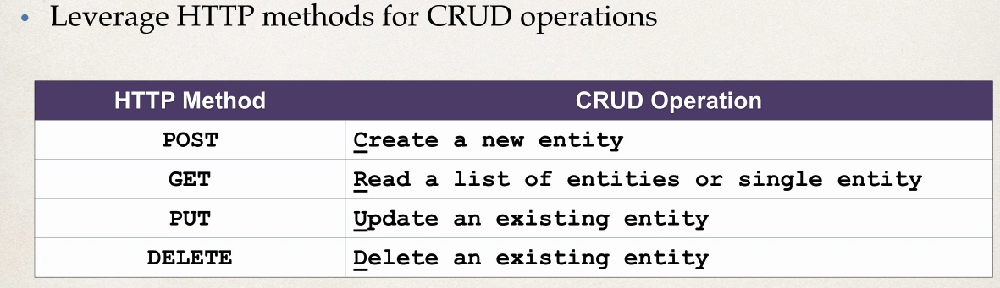 • Leverage HTTP methods for CRUD operations
HTTP Method CRUD Operation
POST Create a new entity
GET Read a list of entities or single entity
PUT Update an existing entity
DELETE Delete an existing entity